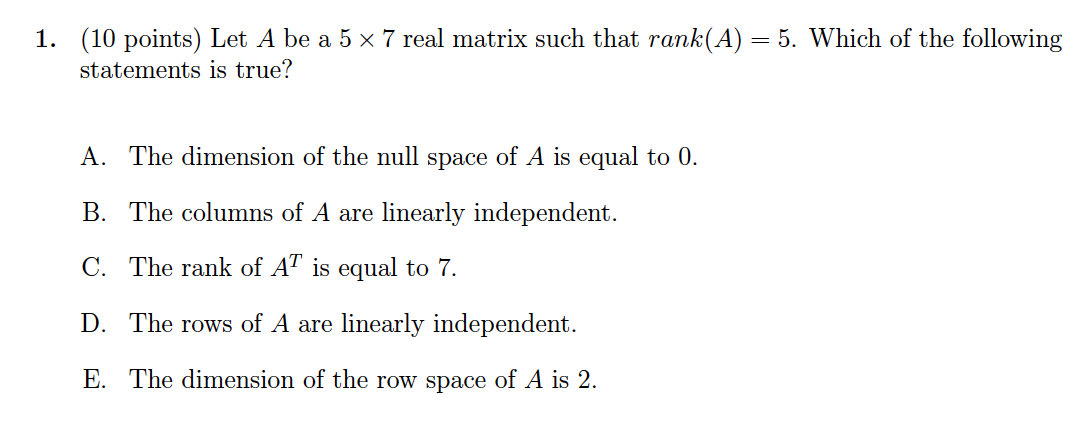 1. (10 points) Let A be a 5 × 7 real matrix such that rank(A) = 5. Which of the following
statements is true?
A. The dimension of the null space of A is equal to 0.
B. The columns of A are linearly independent.
C. The rank of Aᵀ is equal to 7.
D. The rows of A are linearly independent.
E. The dimension of the row space of A is 2.